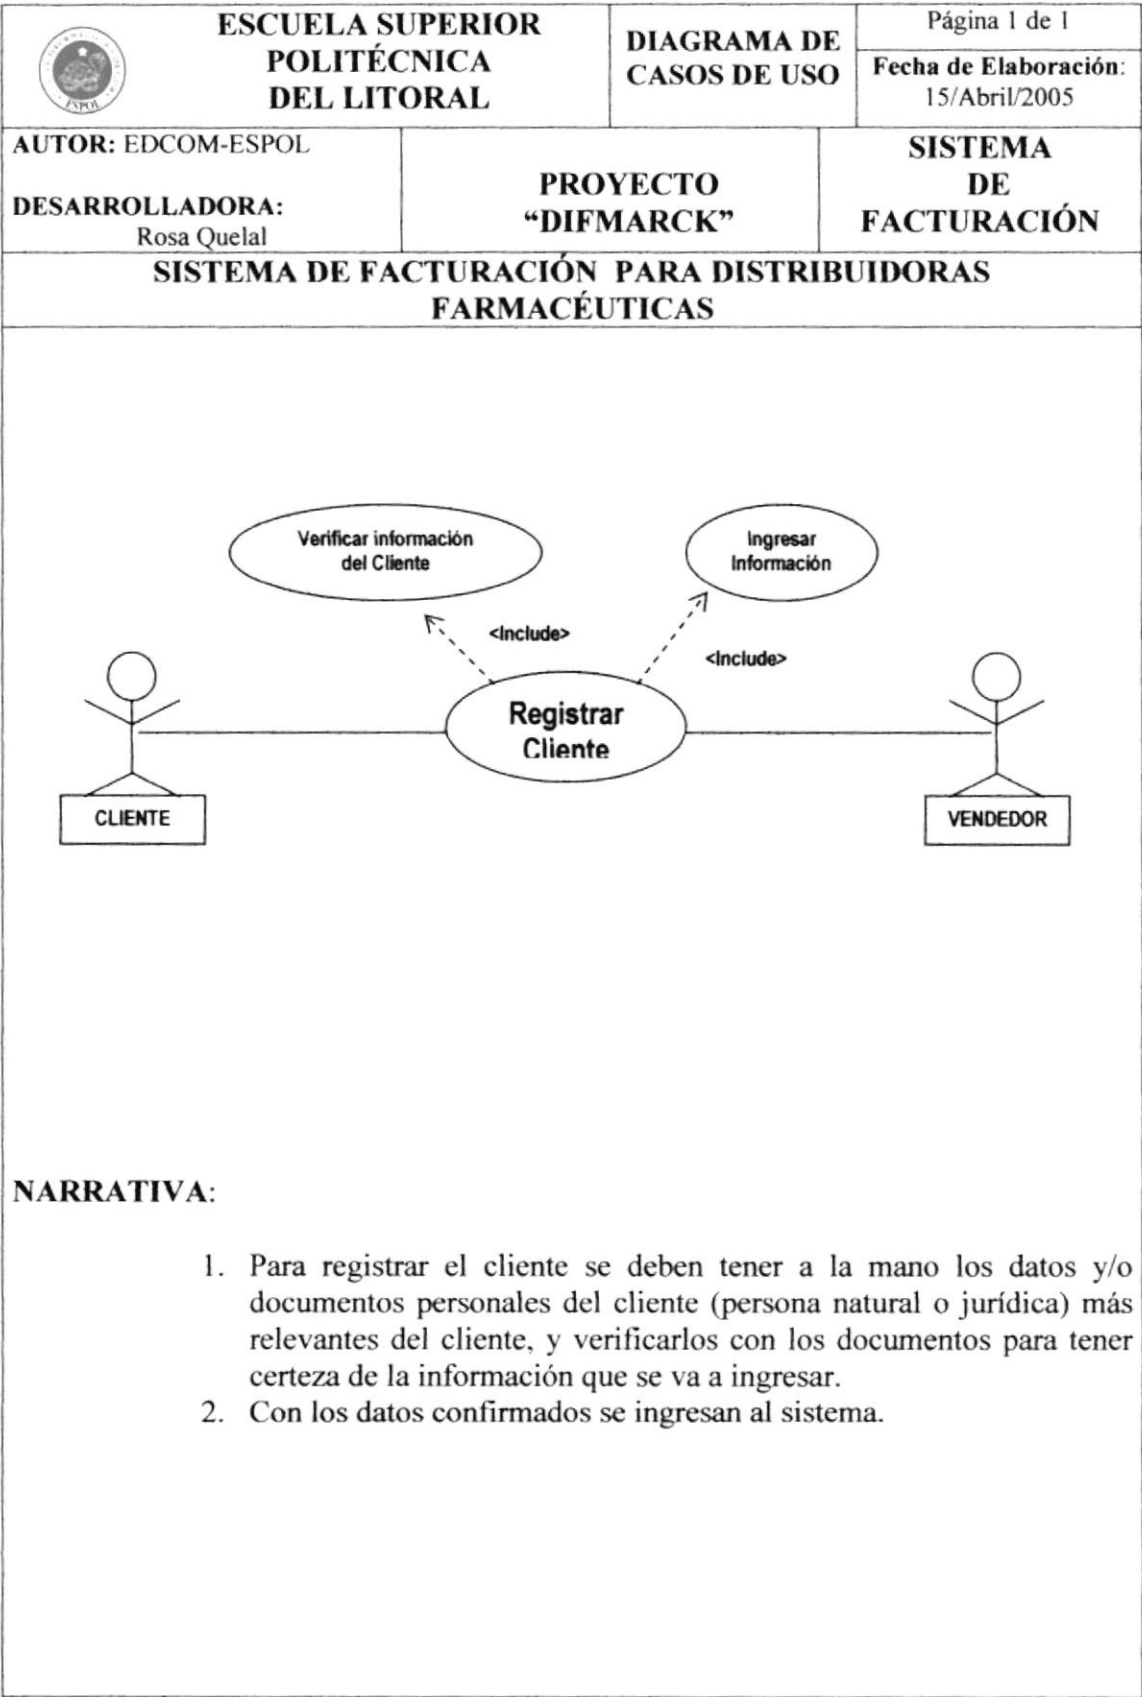 ESPOL
ESCUELA SUPERIOR
POLITÉCNICA
DEL LITORAL
DIAGRAMA DE
CASOS DE USO
Página 1 de 1
Fecha de Elaboración:
15/Abril/2005
AUTOR: EDCOM-ESPOL
DESARROLLADORA:
Rosa Quelal
PROYECTO
“DIFMARCK”
SISTEMA
DE
FACTURACIÓN
SISTEMA DE FACTURACIÓN PARA DISTRIBUIDORAS
FARMACÉUTICAS
Verificar información
del Cliente
Ingresar
Información
<Include>
<Include>
Registrar
Cliente
CLIENTE
VENDEDOR
NARRATIVA:
1. Para registrar el cliente se deben tener a la mano los datos y/o
documentos personales del cliente (persona natural o jurídica) más
relevantes del cliente, y verificarlos con los documentos para tener
certeza de la información que se va a ingresar.
2. Con los datos confirmados se ingresan al sistema.